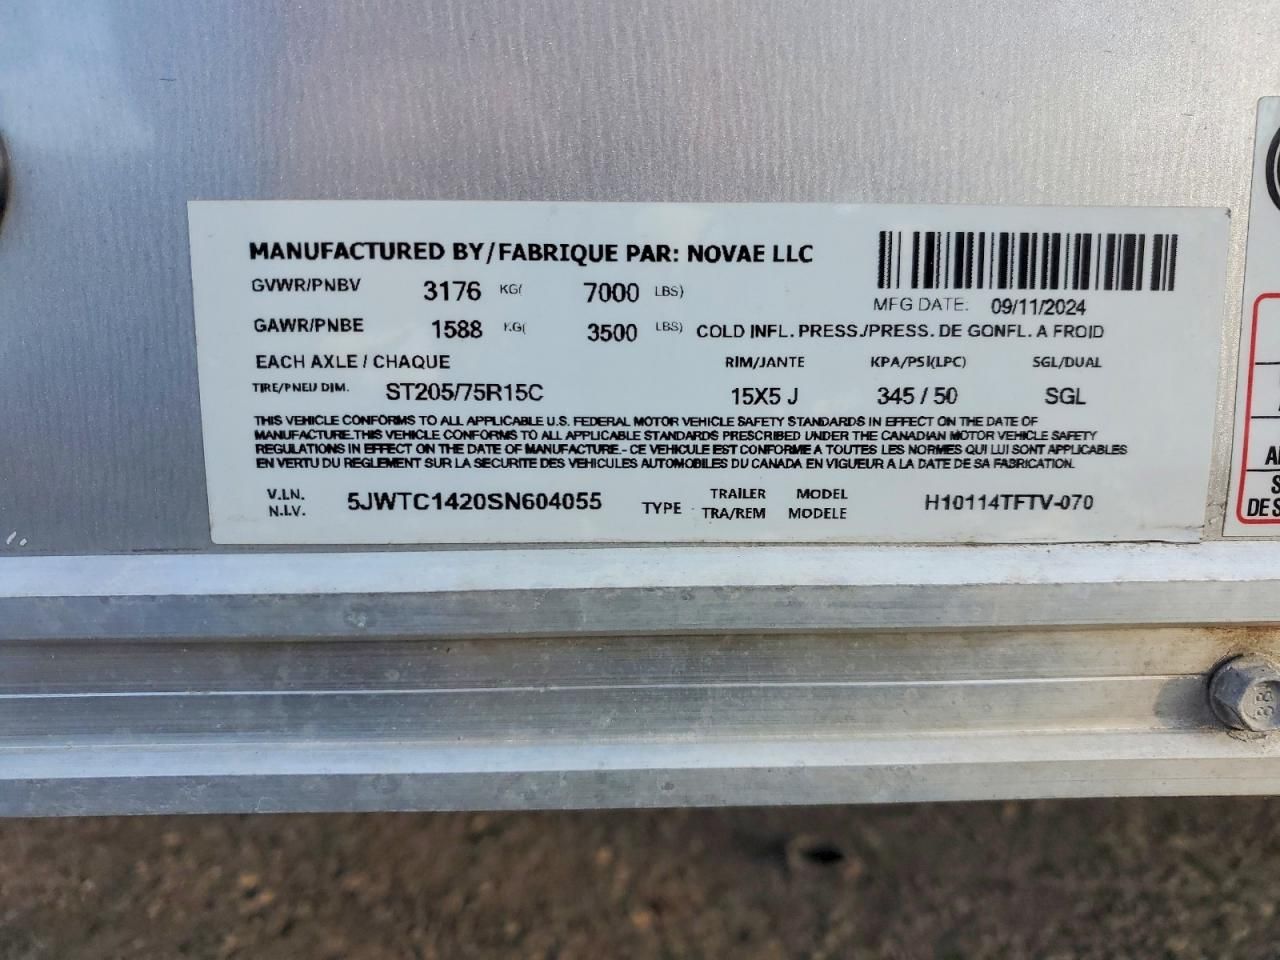 MANUFACTURED BY/FABRIQUE PAR: NOVAE LLC
GVWR/PNBV 3176 KG( 7000 LBS) MFG DATE: 09/11/2024
GAWR/PNBE 1588 KG( 3500 LBS) COLD INFL. PRESS./PRESS. DE GONFL. A FROID
EACH AXLE / CHAQUE RIM/JANTE KPA/PSI(LPC) SGL/DUAL
TIRE/PNEU DIM. ST205/75R15C 15X5 J 345 / 50 SGL
THIS VEHICLE CONFORMS TO ALL APPLICABLE U.S. FEDERAL MOTOR VEHICLE SAFETY STANDARDS IN EFFECT ON THE DATE OF
MANUFACTURE.THIS VEHICLE CONFORMS TO ALL APPLICABLE STANDARDS PRESCRIBED UNDER THE CANADIAN MOTOR VEHICLE SAFETY
REGULATIONS IN EFFECT ON THE DATE OF MANUFACTURE.- CE VEHICULE EST CONFORME A TOUTES LES NORMES QUI LUI SONT APPLICABLES
EN VERTU DU REGLEMENT SUR LA SECURITE DES VEHICULES AUTOMOBILES DU CANADA EN VIGUEUR A LA DATE DE SA FABRICATION.
V.I.N. 5JWTC1420SN604055 TYPE TRAILER MODEL H10114TFTV-070
N.I.V. TRA/REM MODELE
DE S